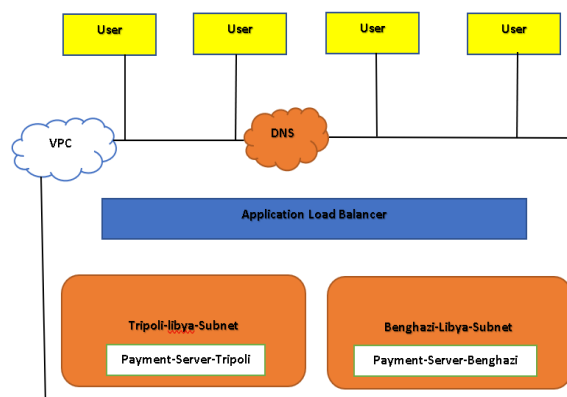 User
User
User
User
DNS
VPC
Application Load Balancer
Tripoli-libya-Subnet
Benghazi-Libya-Subnet
Payment-Server-Tripoli
Payment-Server-Benghazi